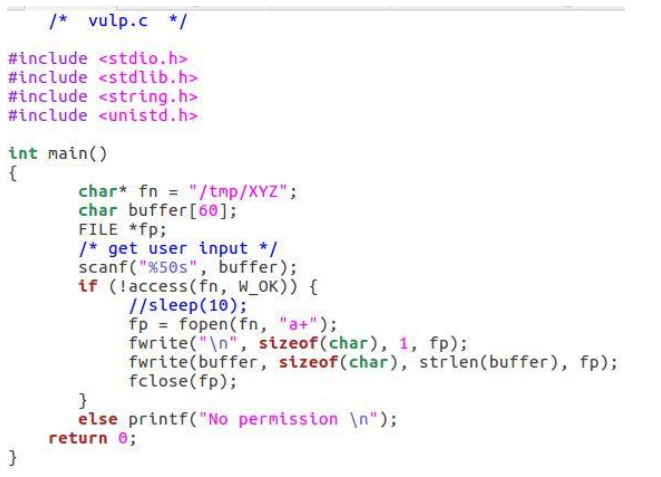 /*  vulp.c  */
#include <stdio.h>
#include <stdlib.h>
#include <string.h>
#include <unistd.h>
int main()
{
char* fn = "/tmp/XYZ";
char buffer[60];
FILE *fp;
/* get user input */
scanf("%50s", buffer);
if (!access(fn, W_OK)) {
//sleep(10);
fp = fopen(fn, "a+");
fwrite("\n", sizeof(char), 1, fp);
fwrite(buffer, sizeof(char), strlen(buffer), fp);
fclose(fp);
}
else printf("No permission \n");
return 0;
}